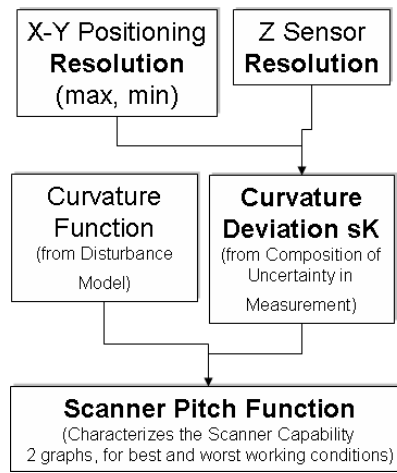 X-Y Positioning
Resolution
(max, min)
Z Sensor
Resolution
Curvature
Function
(from Disturbance
Model)
Curvature
Deviation sK
(from Composition of
Uncertainty in
Measurement)
Scanner Pitch Function
(Characterizes the Scanner Capability
2 graphs, for best and worst working conditions)